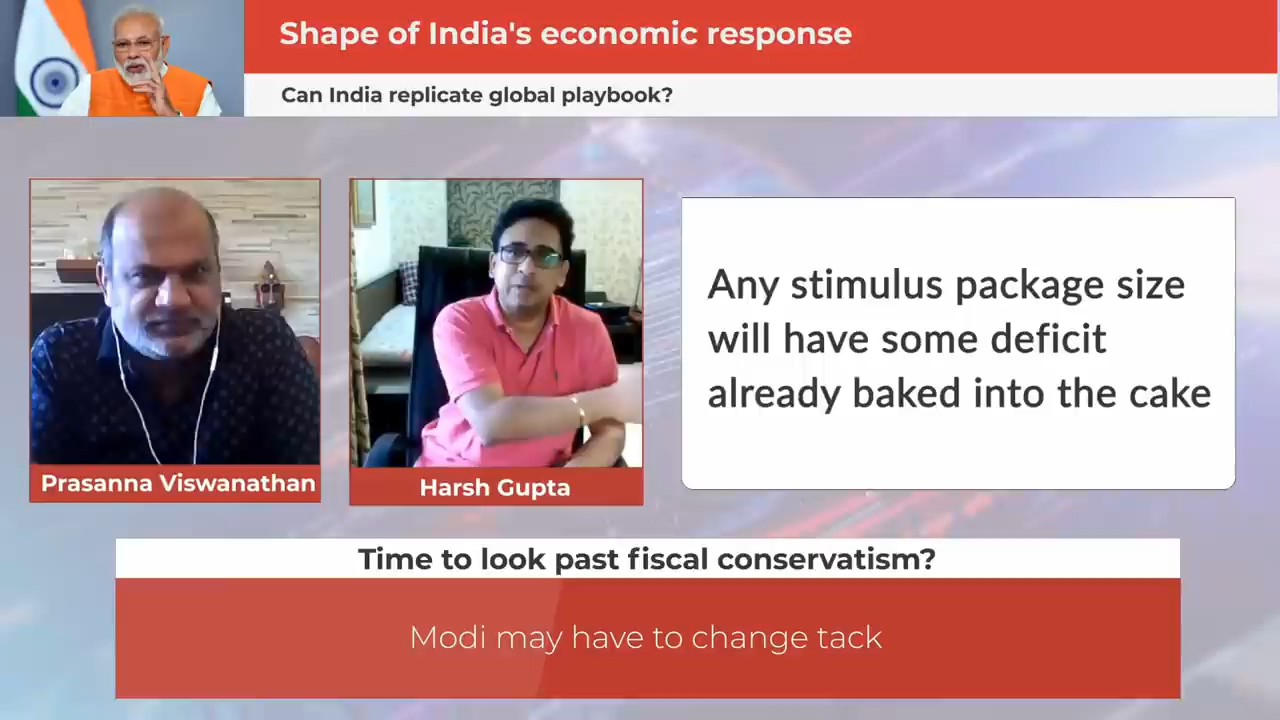 Shape of India's economic response
Can India replicate global playbook?
Any stimulus package size
will have some deficit
already baked into the cake
Prasanna Viswanathan
Harsh Gupta
Time to look past fiscal conservatism?
Modi may have to change tack